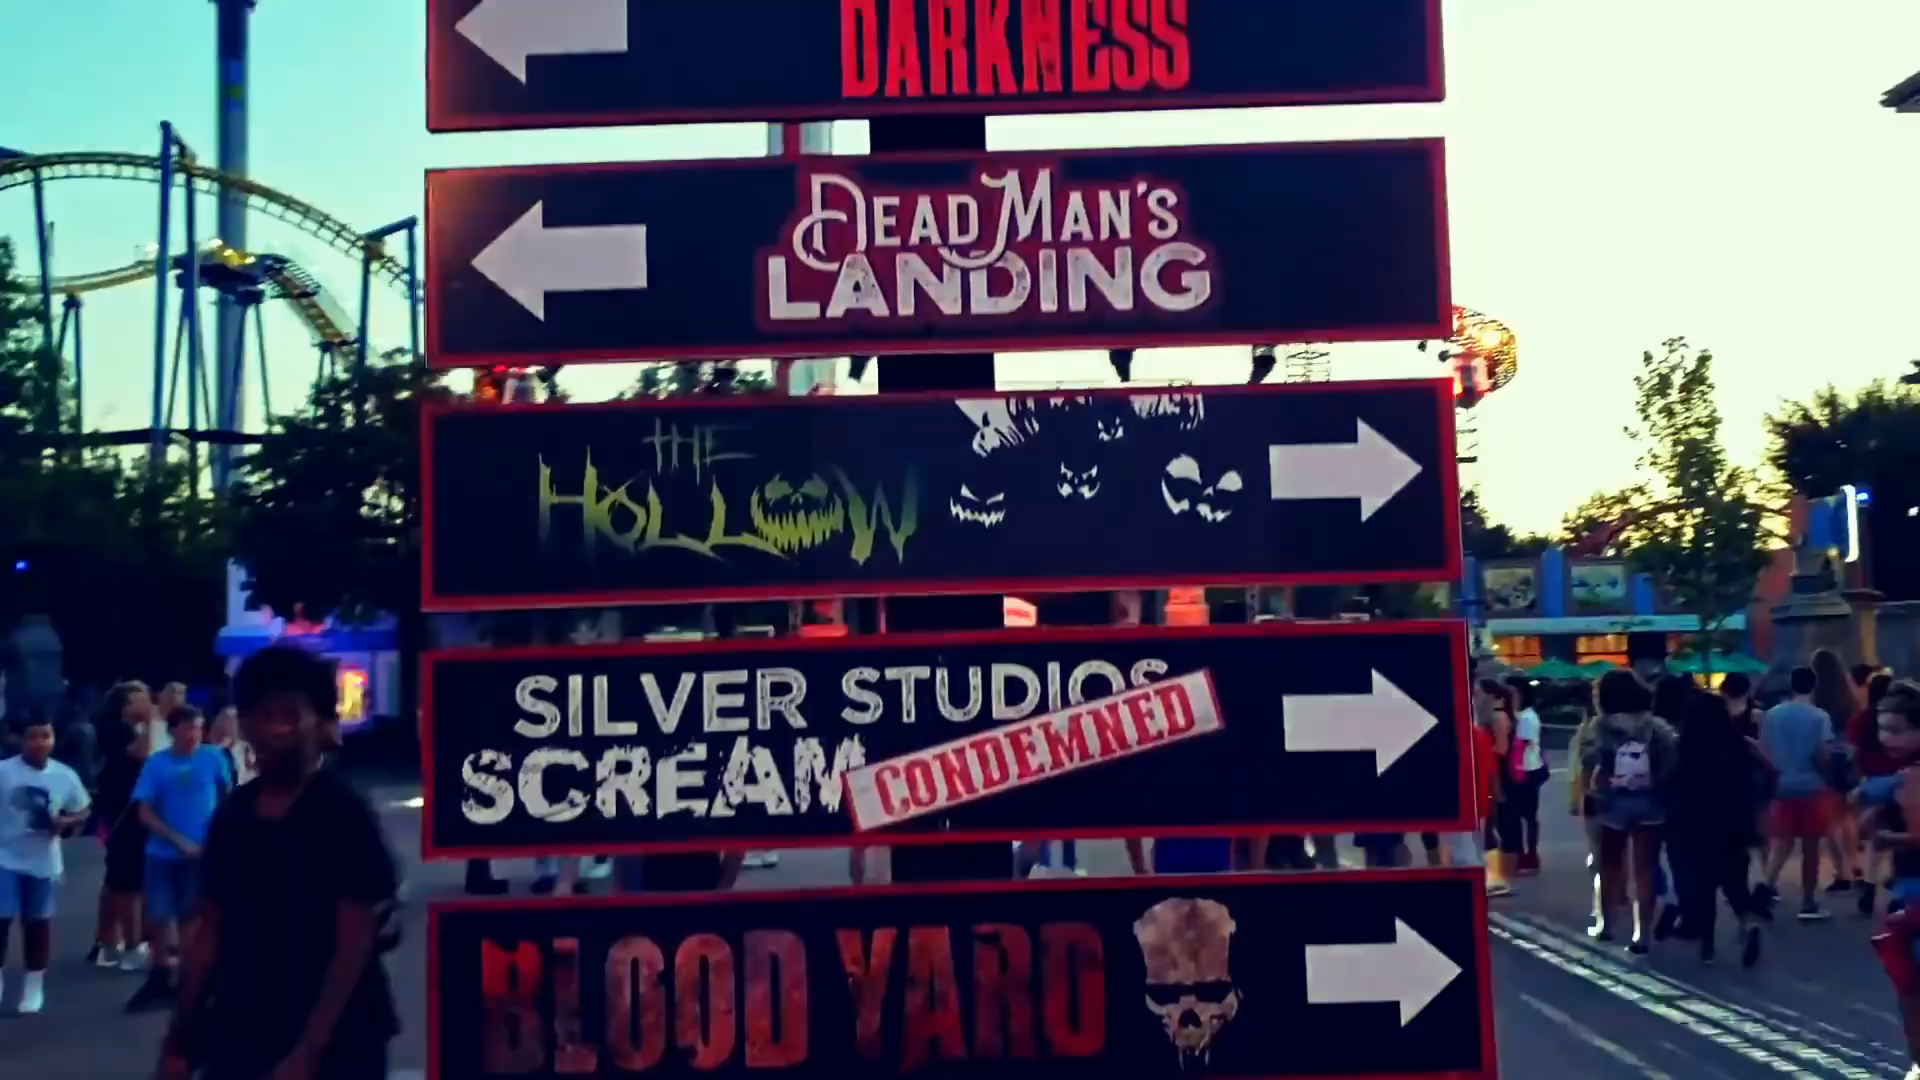 DARKNESS
DEAD MAN'S
LANDING
THE
HOLLOW
SILVER STUDIOS
SCREAM
CONDEMNED
BLOOD YARD